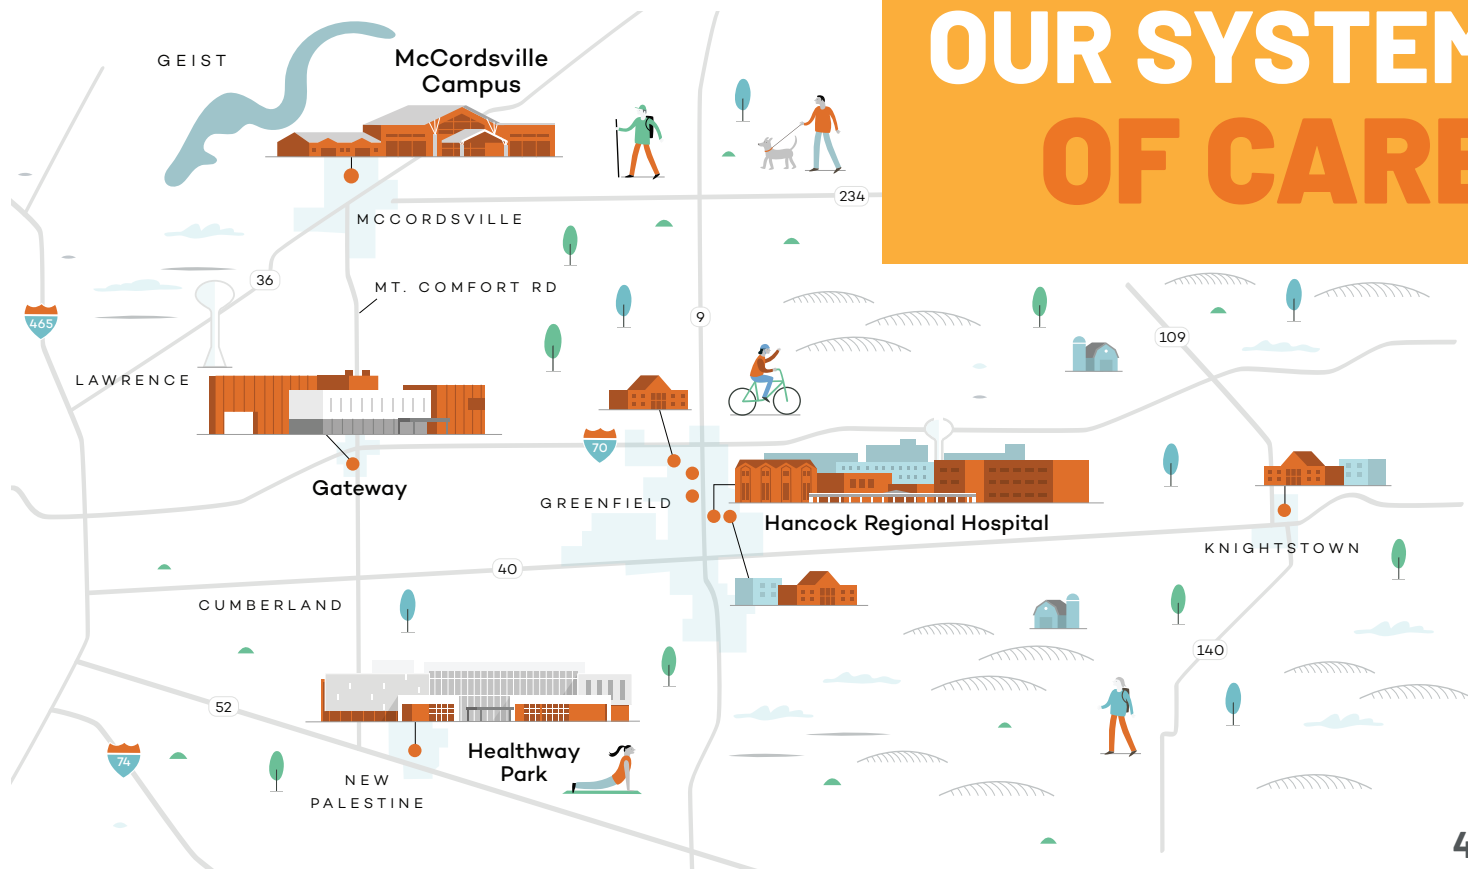 OUR SYSTEM
OF CARE
GEIST
McCordsville
Campus
234
MCCORDSVILLE
36
MT. COMFORT RD
465
9
109
LAWRENCE
70
Gateway
GREENFIELD
Hancock Regional Hospital
KNIGHTSTOWN
40
CUMBERLAND
140
52
Healthway
Park
74
NEW
PALESTINE
4